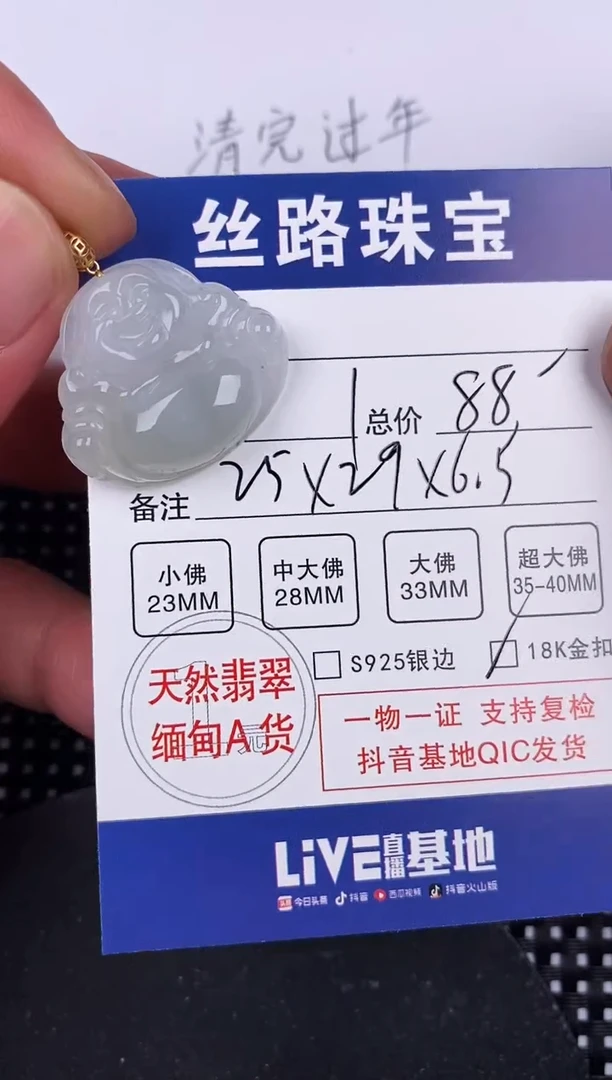 清完过年
丝路珠宝
总价 88
备注 25×29×6.5
小佛 中大佛 大佛 超大佛
23MM 28MM 33MM 35-40MM
S925银边 18K金扣
天然翡翠
缅甸A货
元
一物一证 支持复检
抖音基地QIC发货
LiVE直播基地
今日头条 抖音 西瓜视频 抖音火山版